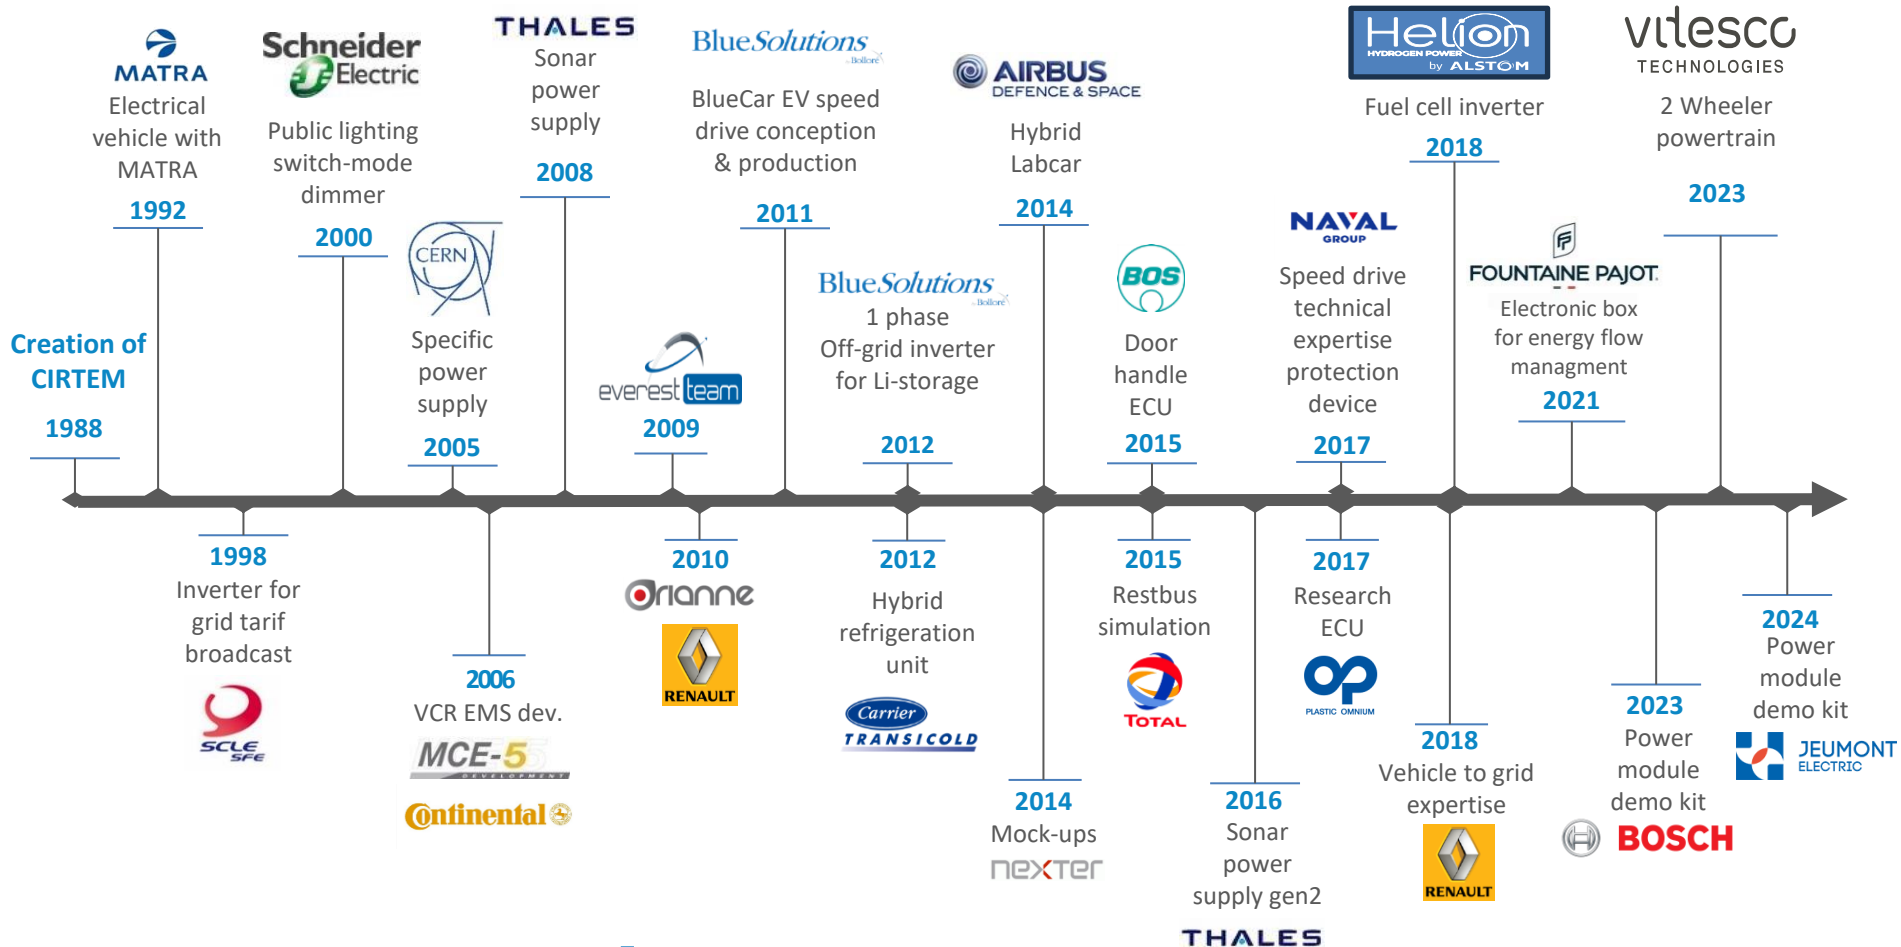 Creation of
CIRTEM
1988
MATRA
Electrical
vehicle with
MATRA
1992
1998
Inverter for
grid tarif
broadcast
SCLE
SFE
Schneider
Electric
Public lighting
switch-mode
dimmer
2000
CERN
Specific
power
supply
2005
2006
VCR EMS dev.
MCE-5
DEVELOPMENT
Continental
THALES
Sonar
power
supply
2008
everest team
2009
2010
Orianne
RENAULT
BlueSolutions
Bolloré
BlueCar EV speed
drive conception
& production
2011
BlueSolutions
Bolloré
1 phase
Off-grid inverter
for Li-storage
2012
2012
Hybrid
refrigeration
unit
Carrier
TRANSICOLD
AIRBUS
DEFENCE & SPACE
Hybrid
Labcar
2014
2014
Mock-ups
nexter
BOS
Door
handle
ECU
2015
2015
Restbus
simulation
TOTAL
2016
Sonar
power
supply gen2
THALES
NAVAL
GROUP
Speed drive
technical
expertise
protection
device
2017
2017
Research
ECU
PLASTIC OMNIUM
Helion
HYDROGEN POWER
by ALSTOM
Fuel cell inverter
2018
2018
Vehicle to grid
expertise
RENAULT
FOUNTAINE PAJOT
Electronic box
for energy flow
managment
2021
vitesco
TECHNOLOGIES
2 Wheeler
powertrain
2023
2023
Power
module
demo kit
BOSCH
2024
Power
module
demo kit
JEUMONT
ELECTRIC